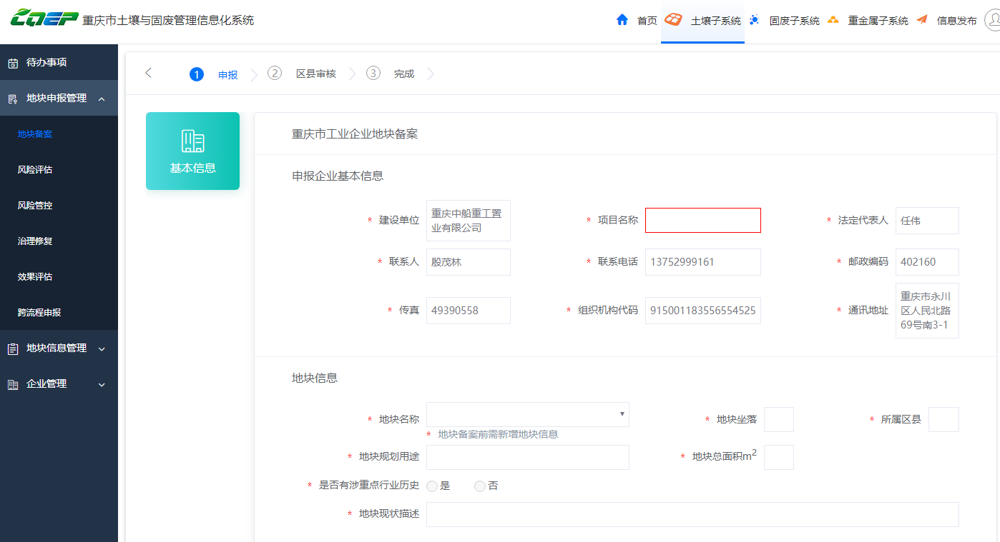 CQEP 重庆市土壤与固废管理信息化系统
首页 土壤子系统 固废子系统 重金属子系统 信息发布
待办事项
地块申报管理
地块备案
风险评估
风险管控
治理修复
效果评估
跨流程申报
地块信息管理
企业管理
1 申报 2 区县审核 3 完成
基本信息
重庆市工业企业地块备案
申报企业基本信息
* 建设单位 重庆中船重工置
业有限公司
* 项目名称
* 法定代表人 任伟
* 联系人 殷茂林
* 联系电话 13752999161
* 邮政编码 402160
* 传真 49390558
* 组织机构代码 915001183556554525
* 通讯地址 重庆市永川
区人民北路
69号南3-1
地块信息
* 地块名称
* 地块备案前需新增地块信息
* 地块坐落
* 所属区县
* 地块规划用途
* 地块总面积m²
* 是否有涉重点行业历史 是 否
* 地块现状描述